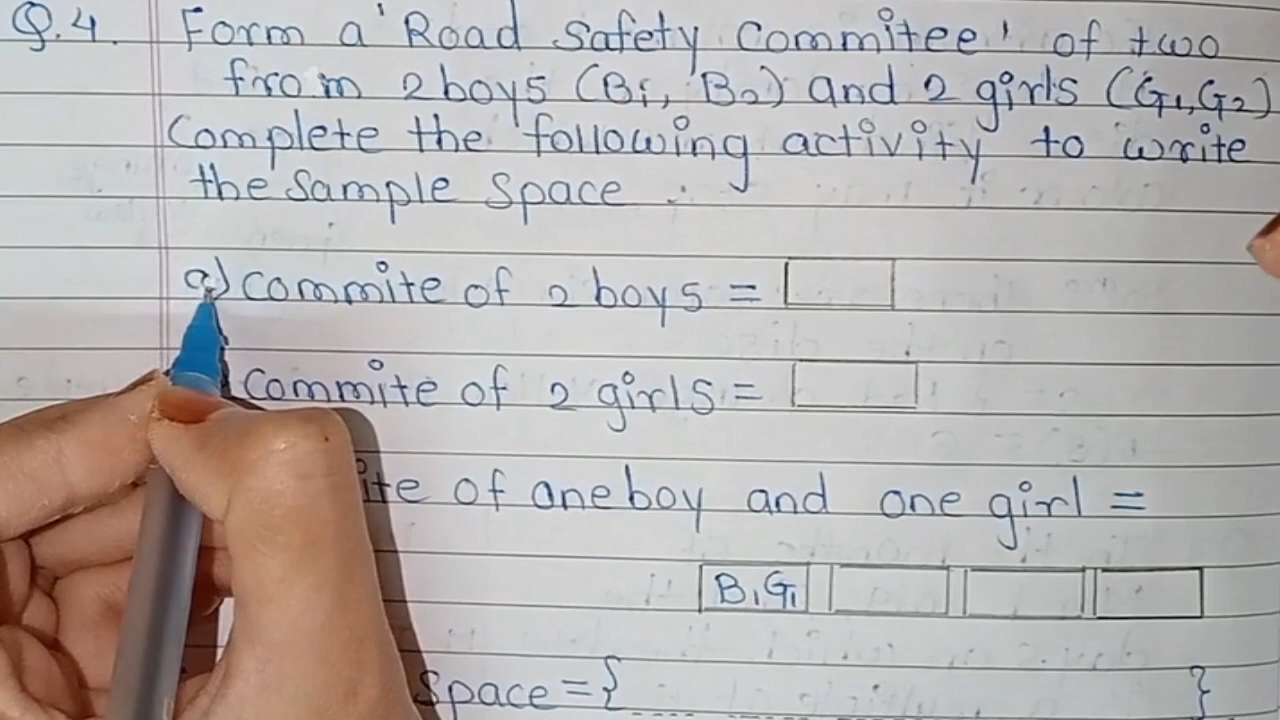 Q.4. Form a 'Road Safety Commitee' of two
from 2 boys (B1, B2) and 2 girls (G1,G2)
Complete the following activity to write
the Sample Space.
a) commite of 2 boys =
commite of 2 girls =
ite of one boy and one girl =
B1G1
space = { }